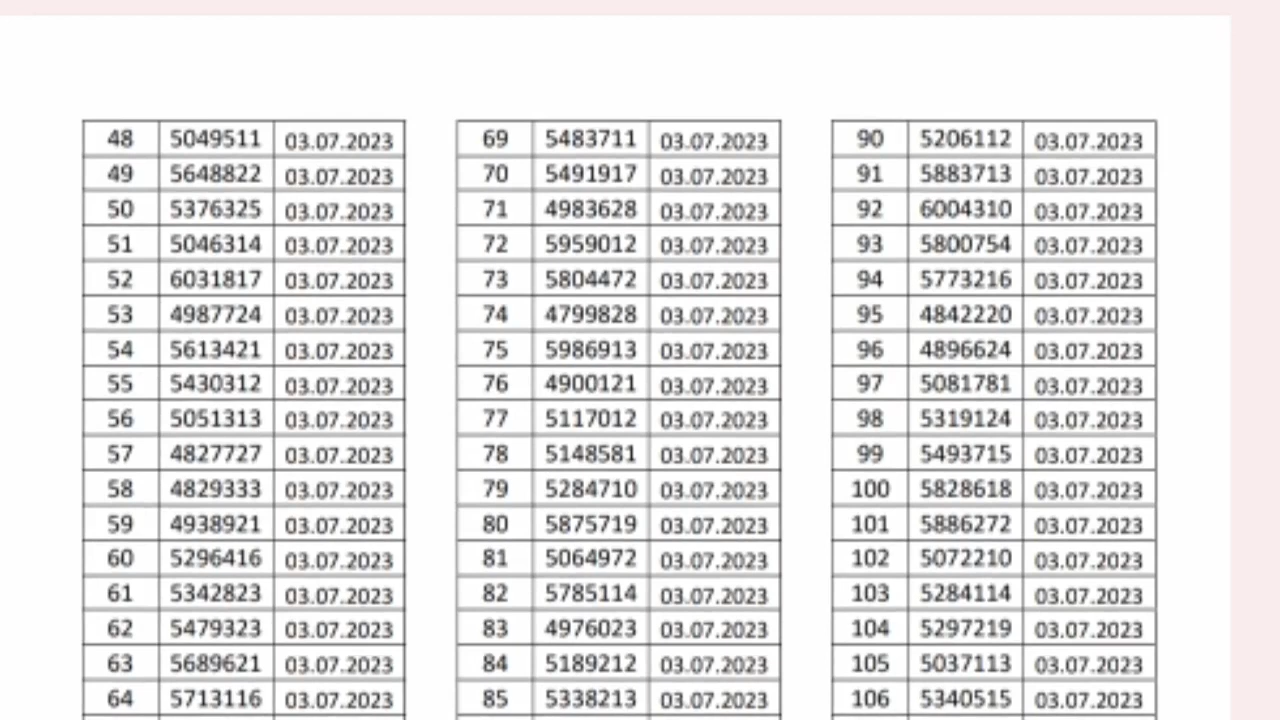 48 5049511 03.07.2023 69 5483711 03.07.2023 90 5206112 03.07.2023
49 5648822 03.07.2023 70 5491917 03.07.2023 91 5883713 03.07.2023
50 5376325 03.07.2023 71 4983628 03.07.2023 92 6004310 03.07.2023
51 5046314 03.07.2023 72 5959012 03.07.2023 93 5800754 03.07.2023
52 6031817 03.07.2023 73 5804472 03.07.2023 94 5773216 03.07.2023
53 4987724 03.07.2023 74 4799828 03.07.2023 95 4842220 03.07.2023
54 5613421 03.07.2023 75 5986913 03.07.2023 96 4896624 03.07.2023
55 5430312 03.07.2023 76 4900121 03.07.2023 97 5081781 03.07.2023
56 5051313 03.07.2023 77 5117012 03.07.2023 98 5319124 03.07.2023
57 4827727 03.07.2023 78 5148581 03.07.2023 99 5493715 03.07.2023
58 4829333 03.07.2023 79 5284710 03.07.2023 100 5828618 03.07.2023
59 4938921 03.07.2023 80 5875719 03.07.2023 101 5886272 03.07.2023
60 5296416 03.07.2023 81 5064972 03.07.2023 102 5072210 03.07.2023
61 5342823 03.07.2023 82 5785114 03.07.2023 103 5284114 03.07.2023
62 5479323 03.07.2023 83 4976023 03.07.2023 104 5297219 03.07.2023
63 5689621 03.07.2023 84 5189212 03.07.2023 105 5037113 03.07.2023
64 5713116 03.07.2023 85 5338213 03.07.2023 106 5340515 03.07.2023